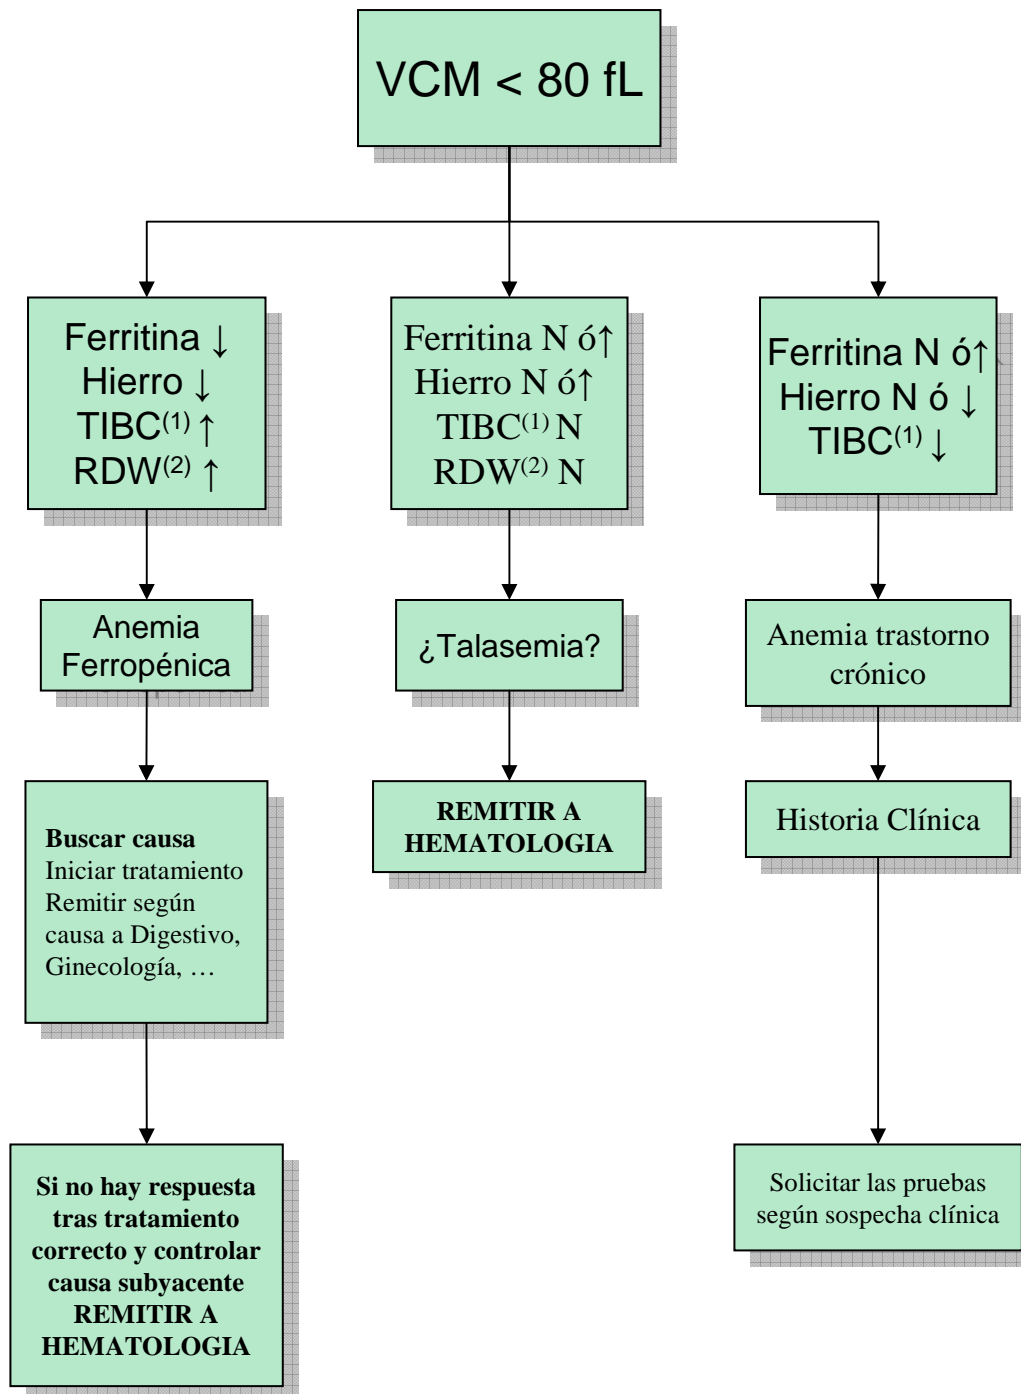 VCM < 80 fL
Ferritina ↓
Hierro ↓
TIBC(1) ↑
RDW(2) ↑
Ferritina N ó↑
Hierro N ó↑
TIBC(1) N
RDW(2) N
Ferritina N ó↑
Hierro N ó ↓
TIBC(1) ↓
Anemia
Ferropénica
¿Talasemia?
Anemia trastorno
crónico
Buscar causa
Iniciar tratamiento
Remitir según
causa a Digestivo,
Ginecología, …
REMITIR A
HEMATOLOGIA
Historia Clínica
Si no hay respuesta
tras tratamiento
correcto y controlar
causa subyacente
REMITIR A
HEMATOLOGIA
Solicitar las pruebas
según sospecha clínica